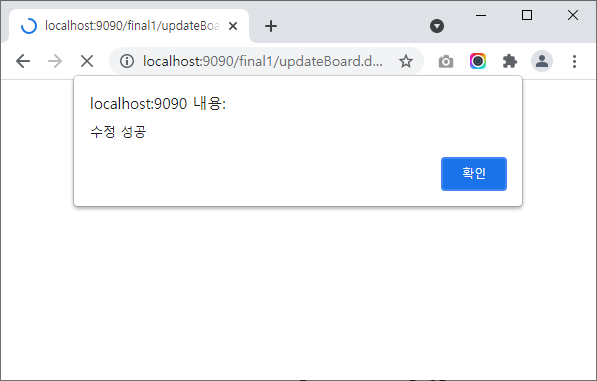 localhost:9090/final1/updateBoa
localhost:9090/final1/updateBoard.d...
localhost:9090 내용:
수정 성공
확인